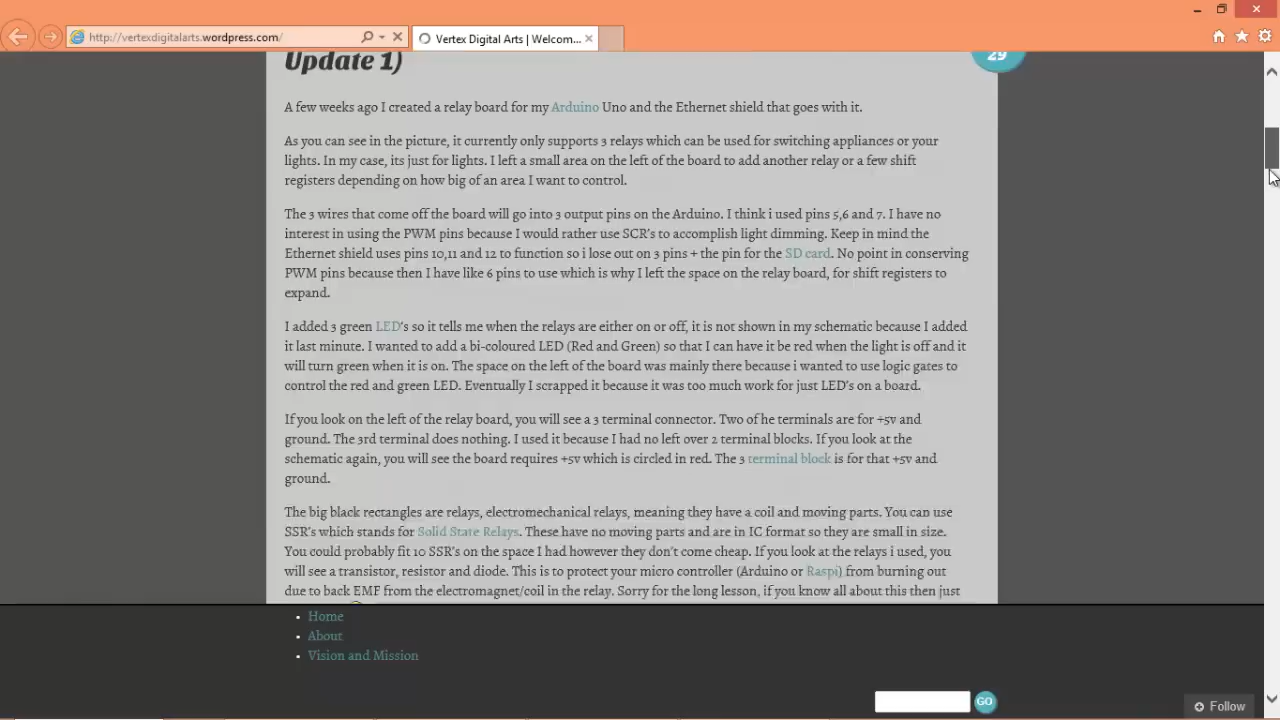 http://vertexdigitalarts.wordpress.com/
Vertex Digital Arts | Welcom...
Update 1)
29
A few weeks ago I created a relay board for my Arduino Uno and the Ethernet shield that goes with it.
As you can see in the picture, it currently only supports 3 relays which can be used for switching appliances or your
lights. In my case, its just for lights. I left a small area on the left of the board to add another relay or a few shift
registers depending on how big of an area I want to control.
The 3 wires that come off the board will go into 3 output pins on the Arduino. I think i used pins 5,6 and 7. I have no
interest in using the PWM pins because I would rather use SCR's to accomplish light dimming. Keep in mind the
Ethernet shield uses pins 10,11 and 12 to function so i lose out on 3 pins + the pin for the SD card. No point in conserving
PWM pins because then I have like 6 pins to use which is why I left the space on the relay board, for shift registers to
expand.
I added 3 green LED's so it tells me when the relays are either on or off, it is not shown in my schematic because I added
it last minute. I wanted to add a bi-coloured LED (Red and Green) so that I can have it be red when the light is off and it
will turn green when it is on. The space on the left of the board was mainly there because i wanted to use logic gates to
control the red and green LED. Eventually I scrapped it because it was too much work for just LED's on a board.
If you look on the left of the relay board, you will see a 3 terminal connector. Two of he terminals are for +5v and
ground. The 3rd terminal does nothing. I used it because I had no left over 2 terminal blocks. If you look at the
schematic again, you will see the board requires +5v which is circled in red. The 3 terminal block is for that +5v and
ground.
The big black rectangles are relays, electromechanical relays, meaning they have a coil and moving parts. You can use
SSR's which stands for Solid State Relays. These have no moving parts and are in IC format so they are small in size.
You could probably fit 10 SSR's on the space I had however they don't come cheap. If you look at the relays i used, you
will see a transistor, resistor and diode. This is to protect your micro controller (Arduino or Raspi) from burning out
due to back EMF from the electromagnet/coil in the relay. Sorry for the long lesson, if you know all about this then just
Home
About
Vision and Mission
GO
Follow